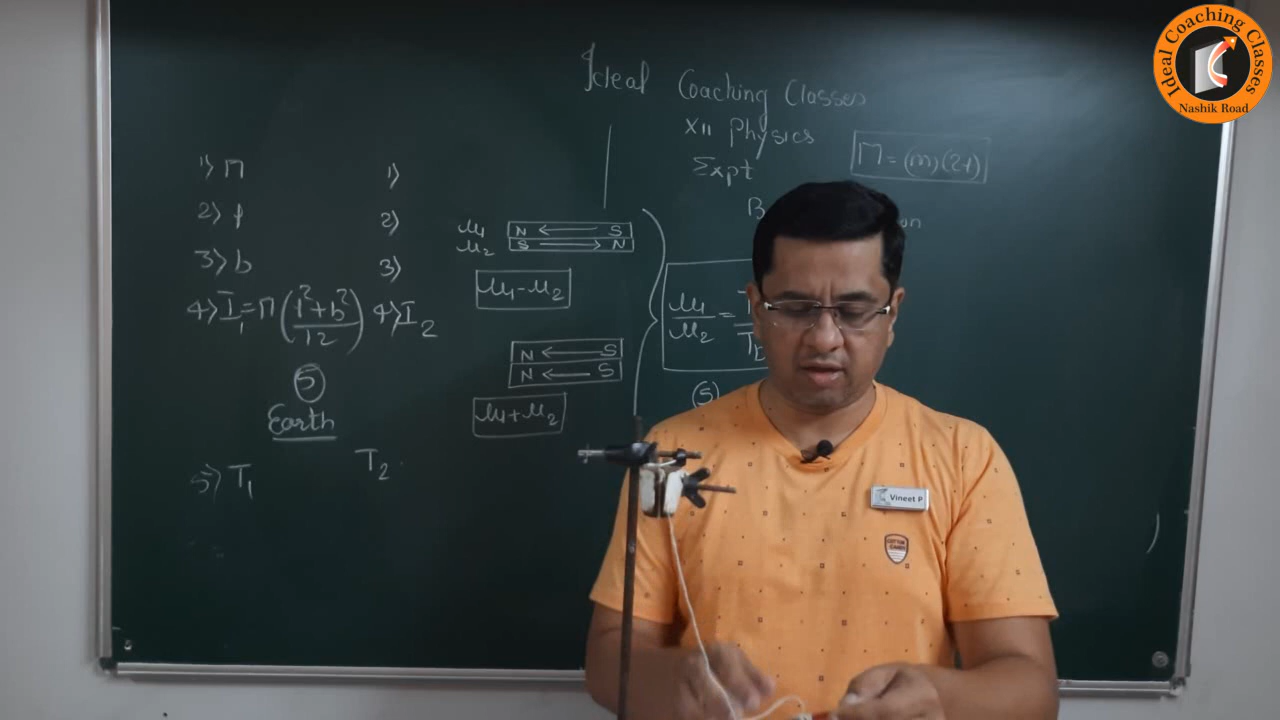 Ideal Coaching Classes
XII Physics
Expt
M = (m)(2l)
B on
1) M
2) l
3) b
4) I₁ = M(l² + b² / 12)
5
Earth
5) T₁ T₂
1)
2)
3)
4) I₂
μ₁ N ← S
μ₂ S → N
μ₁ - μ₂
N ← S
N ← S
μ₁ + μ₂
μ₁ / μ₂ = T
5
Vineet P
Ideal Coaching Classes
Nashik Road